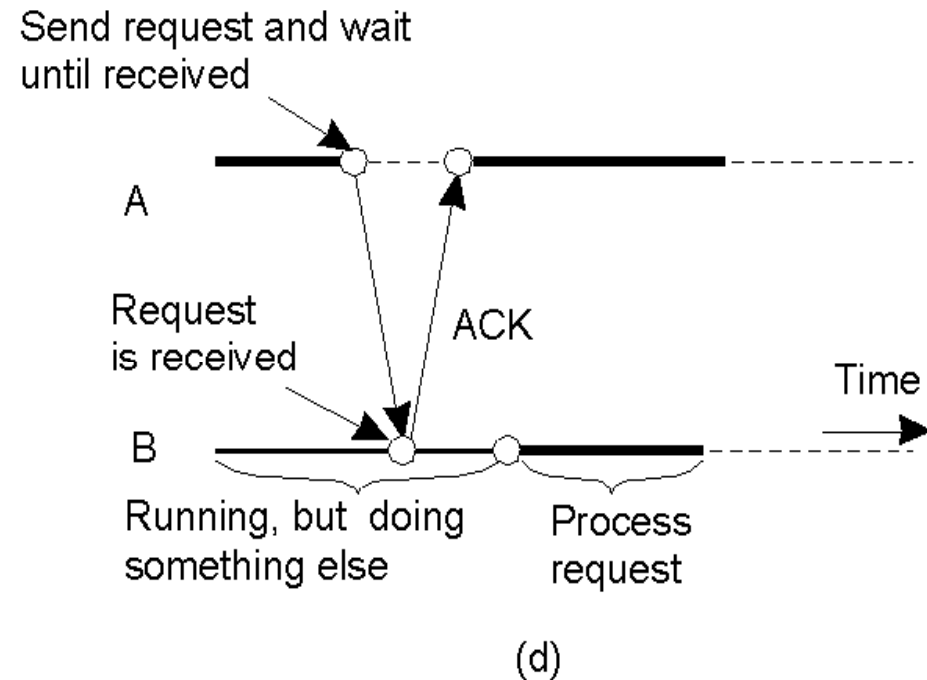 Send request and wait
until received
A
Request
is received
ACK
Time
B
Running, but doing
something else
Process
request
(d)